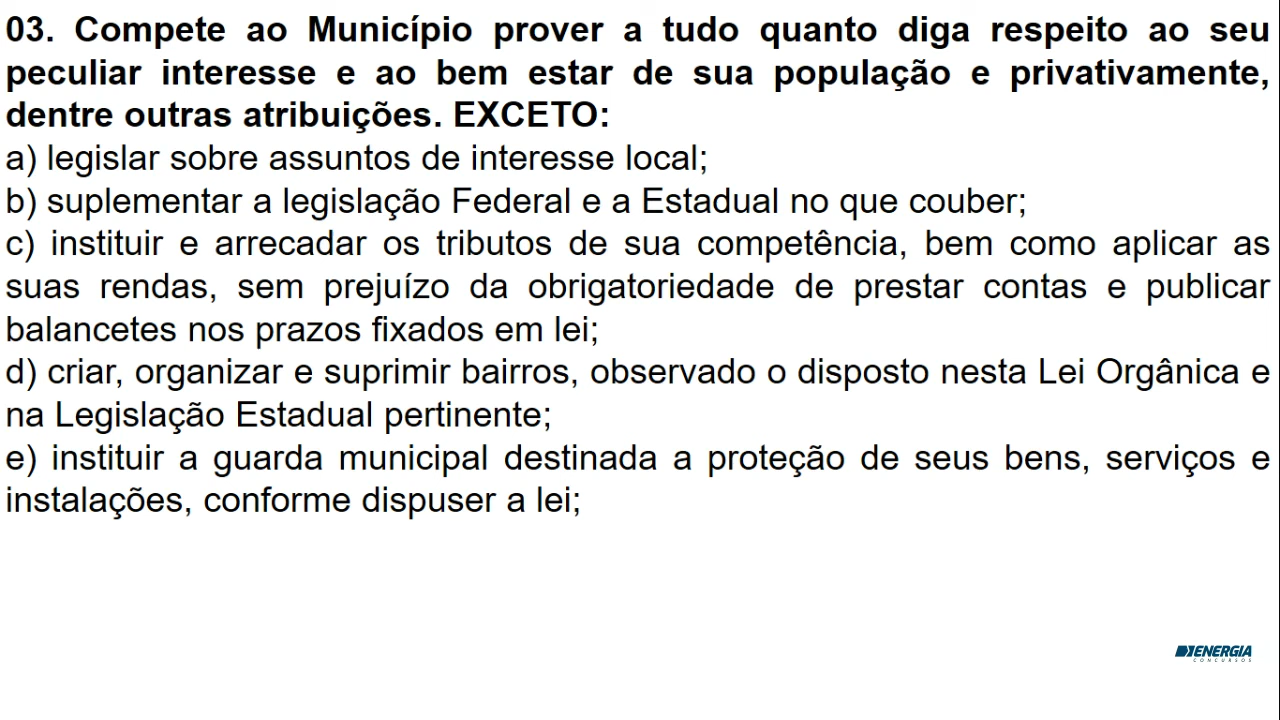 03. Compete ao Município prover a tudo quanto diga respeito ao seu
peculiar interesse e ao bem estar de sua população e privativamente,
dentre outras atribuições. EXCETO:
a) legislar sobre assuntos de interesse local;
b) suplementar a legislação Federal e a Estadual no que couber;
c) instituir e arrecadar os tributos de sua competência, bem como aplicar as
suas rendas, sem prejuízo da obrigatoriedade de prestar contas e publicar
balancetes nos prazos fixados em lei;
d) criar, organizar e suprimir bairros, observado o disposto nesta Lei Orgânica e
na Legislação Estadual pertinente;
e) instituir a guarda municipal destinada a proteção de seus bens, serviços e
instalações, conforme dispuser a lei;
ENERGIA
CONCURSOS